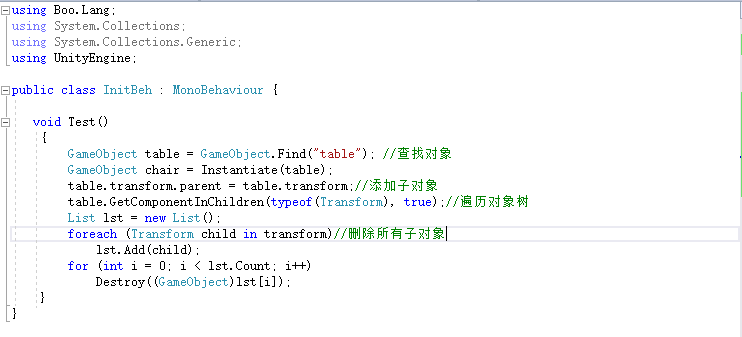 using Boo.Lang;
using System.Collections;
using System.Collections.Generic;
using UnityEngine;
public class InitBeh : MonoBehaviour {
void Test()
{
GameObject table = GameObject.Find("table"); //查找对象
GameObject chair = Instantiate(table);
table.transform.parent = table.transform;//添加子对象
table.GetComponentInChildren(typeof(Transform), true);//遍历对象树
List lst = new List();
foreach (Transform child in transform)//删除所有子对象
lst.Add(child);
for (int i = 0; i < lst.Count; i++)
Destroy((GameObject)lst[i]);
}
}